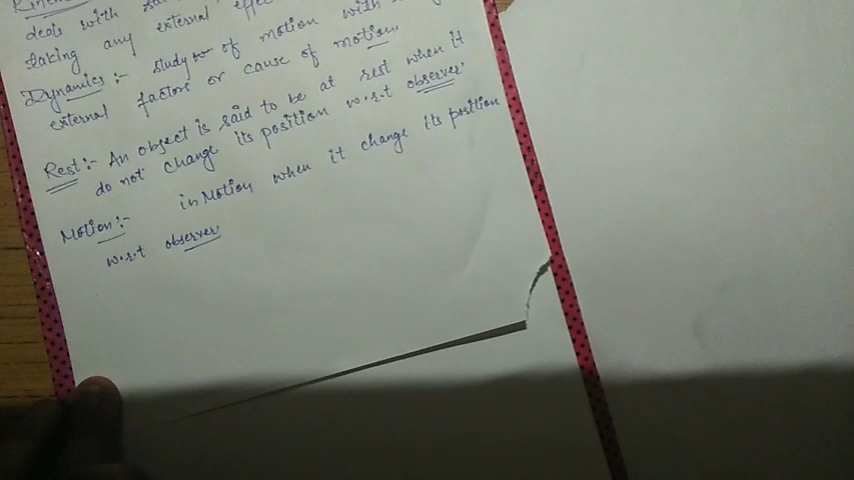 deals with
staking any external effec
Dynamics :- study of motion with
external factors or cause of motion.
Rest :- An object is said to be at rest when it
do not change its position w.r.t observer.
Motion :- in Motion when it change its position
w.r.t observer.